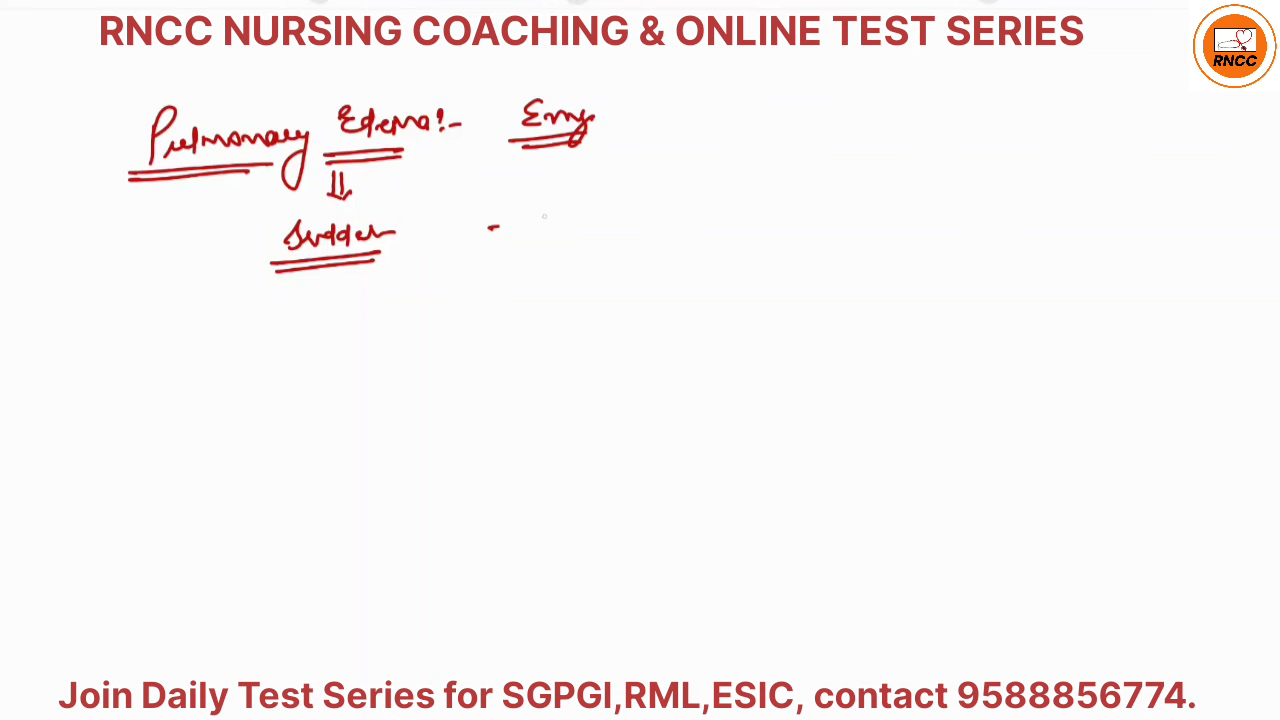 RNCC NURSING COACHING & ONLINE TEST SERIES
RNCC
Pulmonary Edema:- Emg
Sudden -
Join Daily Test Series for SGPGI,RML,ESIC, contact 9588856774.